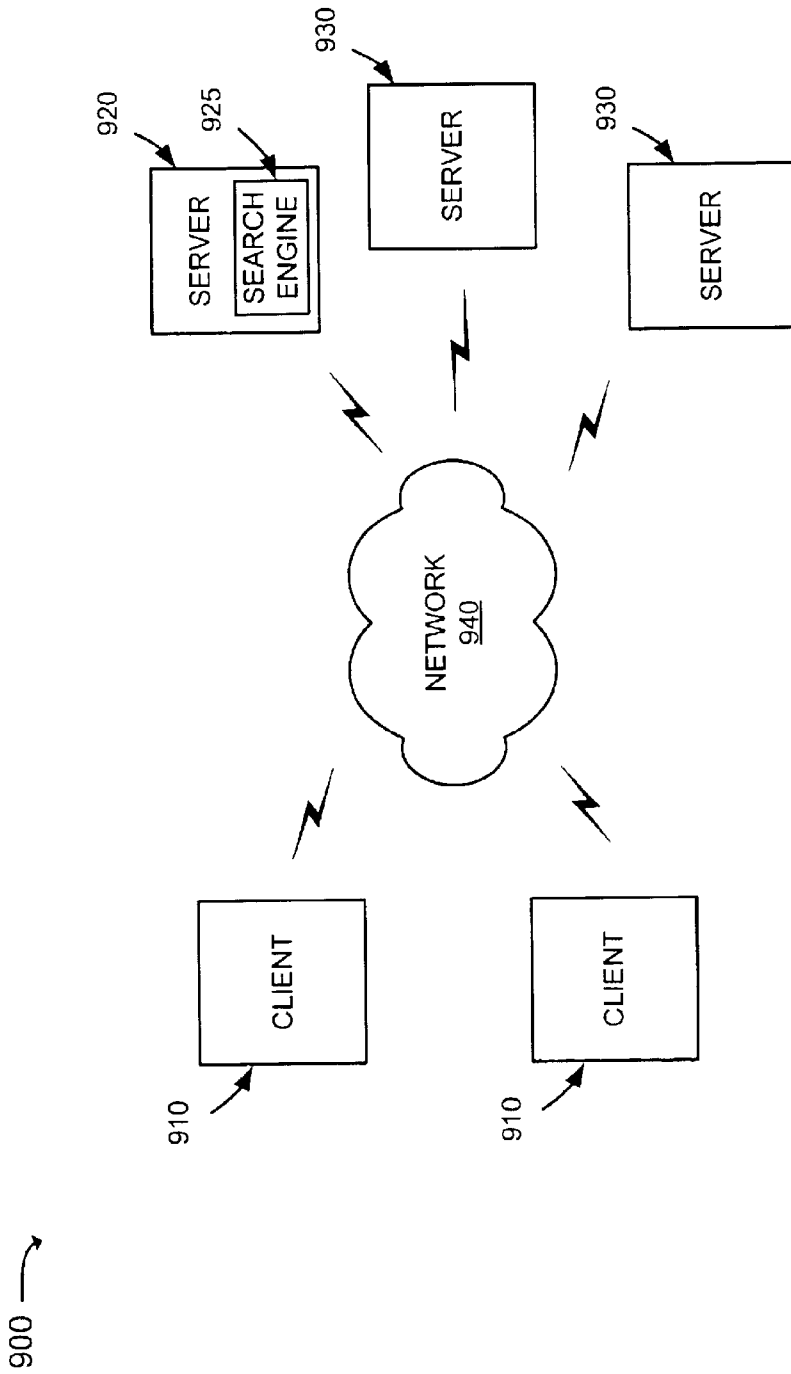 900
910
CLIENT
910
CLIENT
NETWORK
940
920
SERVER
925
SEARCH
ENGINE
930
SERVER
930
SERVER